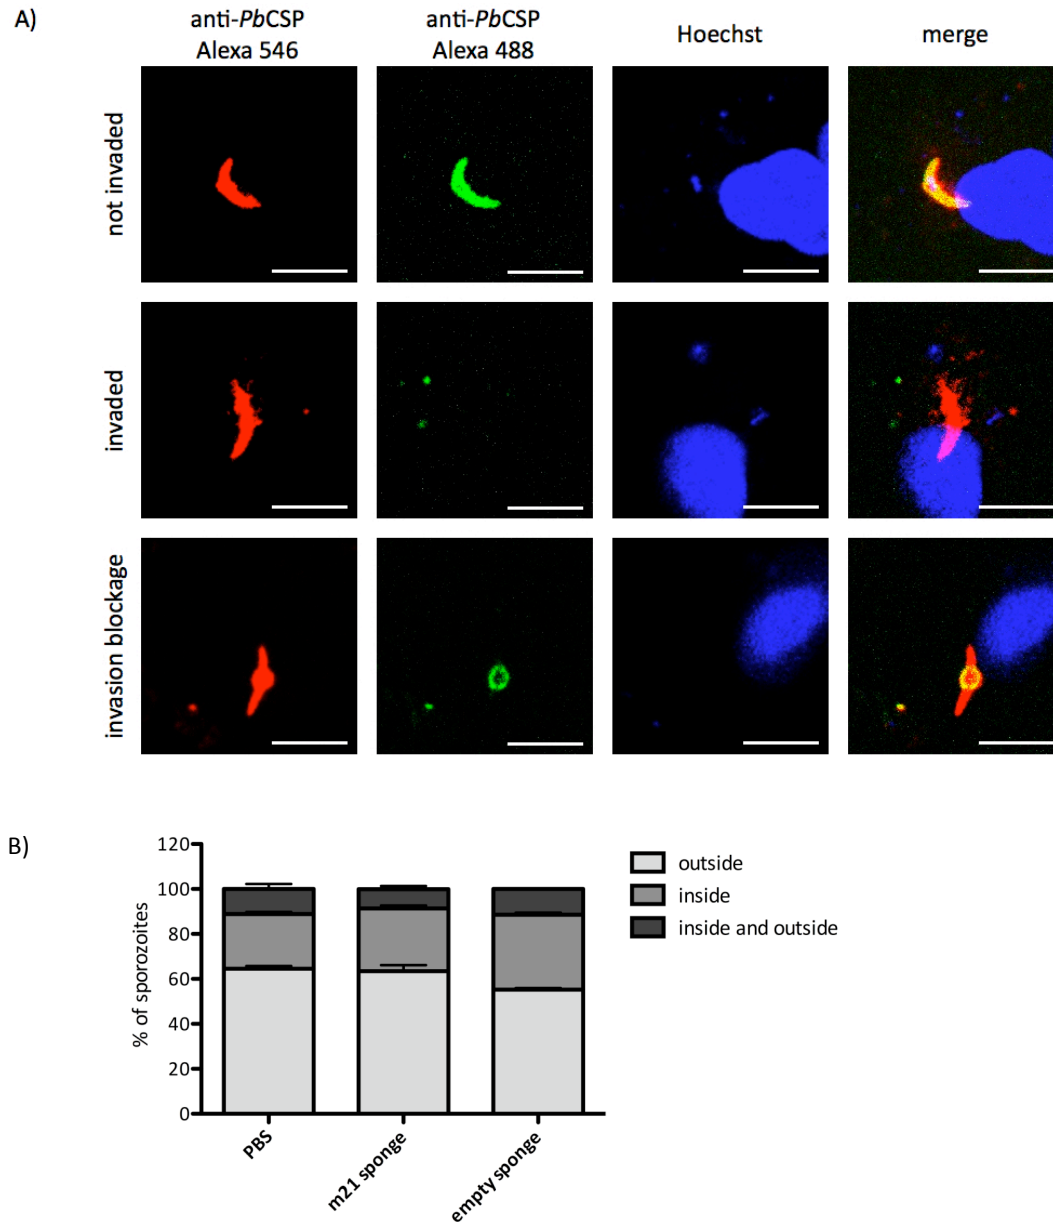 A)
anti-PbCSP
Alexa 546
anti-PbCSP
Alexa 488
Hoechst
merge
not invaded
invaded
invasion blockage
B)
120
100
80
60
40
20
0
% of sporozoites
PBS
m21 sponge
empty sponge
outside
inside
inside and outside